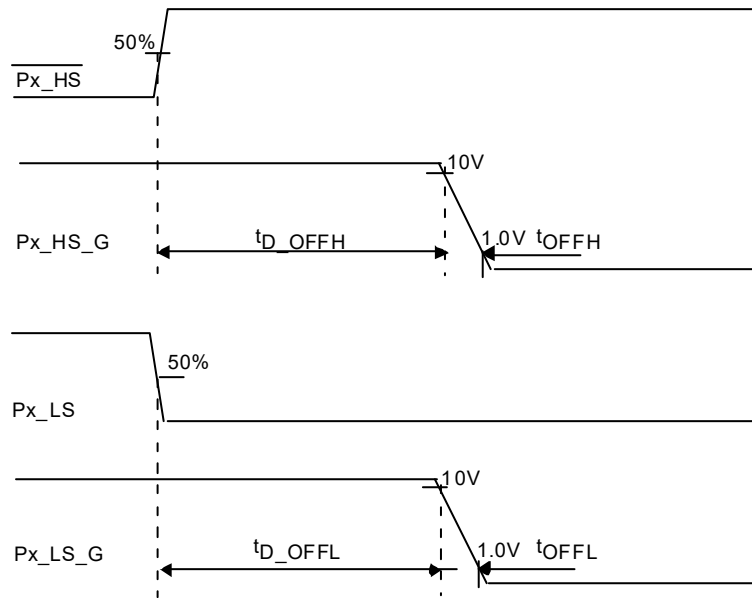 50%
Px_HS
10V
Px_HS_G
tD_OFFH
1.0V tOFFH
50%
Px_LS
10V
Px_LS_G
tD_OFFL
1.0V tOFFL